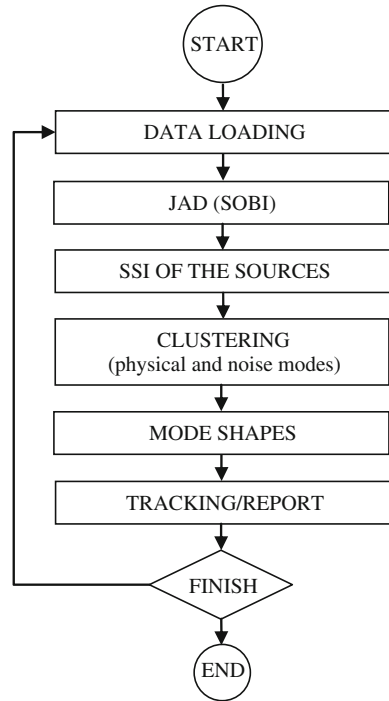 START
DATA LOADING
JAD (SOBI)
SSI OF THE SOURCES
CLUSTERING
(physical and noise modes)
MODE SHAPES
TRACKING/REPORT
FINISH
END